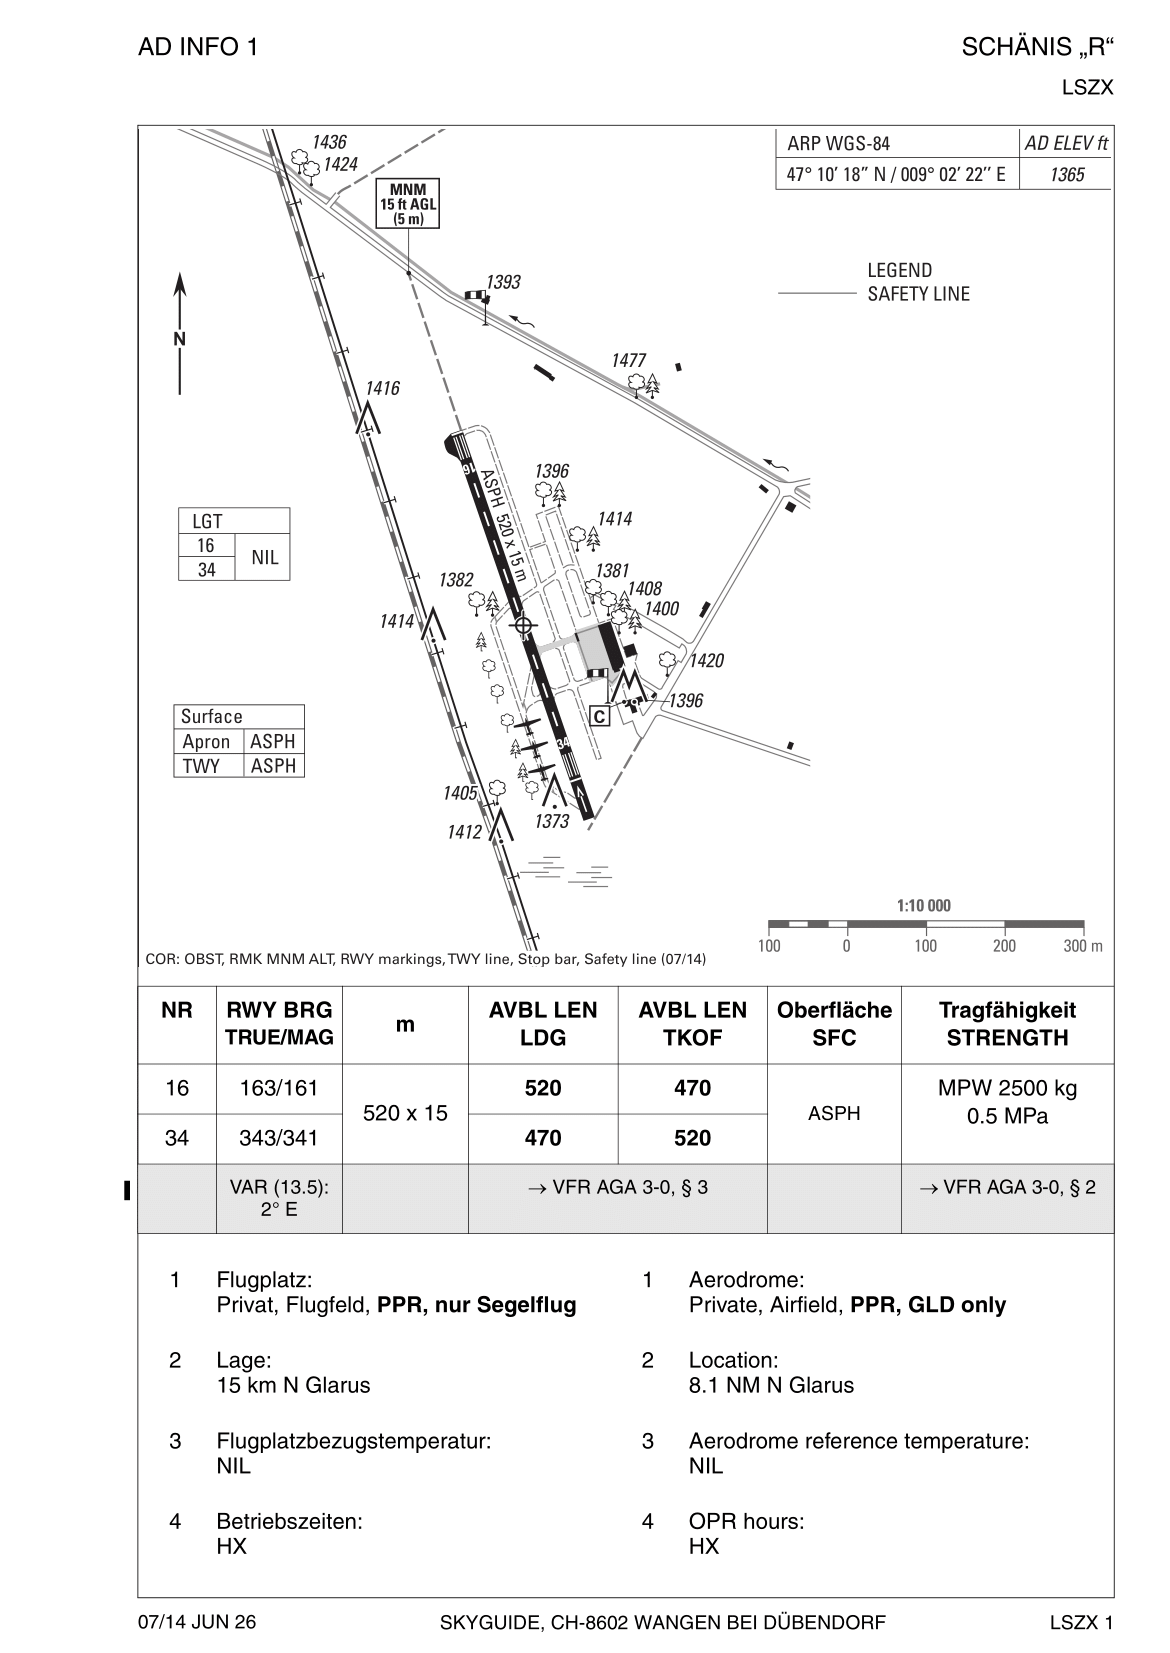 AD INFO 1
SCHÄNIS „R“
LSZX
ARP WGS-84 AD ELEV ft
47° 10’ 18’’ N / 009° 02’ 22’’ E 1365
1436
1424
MNM
15 ft AGL
(5 m)
LEGEND
SAFETY LINE
1393
N
1477
1416
1396
ASPH 520 x 15 m
LGT
16
34
NIL
1414
1381
1382
1408
1400
1414
1420
1396
C
Surface
Apron ASPH
TWY ASPH
34
1405
1412
1373
1:10 000
100 0 100 200 300 m
COR: OBST, RMK MNM ALT, RWY markings, TWY line, Stop bar, Safety line (07/14)
NR RWY BRG m AVBL LEN AVBL LEN Oberfläche Tragfähigkeit
TRUE/MAG LDG TKOF SFC STRENGTH
16 163/161 520 x 15 520 470 ASPH MPW 2500 kg
0.5 MPa
34 343/341 470 520
VAR (13.5): → VFR AGA 3-0, § 3 → VFR AGA 3-0, § 2
2° E
1 Flugplatz:
Privat, Flugfeld, PPR, nur Segelflug
1 Aerodrome:
Private, Airfield, PPR, GLD only
2 Lage:
15 km N Glarus
2 Location:
8.1 NM N Glarus
3 Flugplatzbezugstemperatur:
NIL
3 Aerodrome reference temperature:
NIL
4 Betriebszeiten:
HX
4 OPR hours:
HX
07/14 JUN 26 SKYGUIDE, CH-8602 WANGEN BEI DÜBENDORF LSZX 1